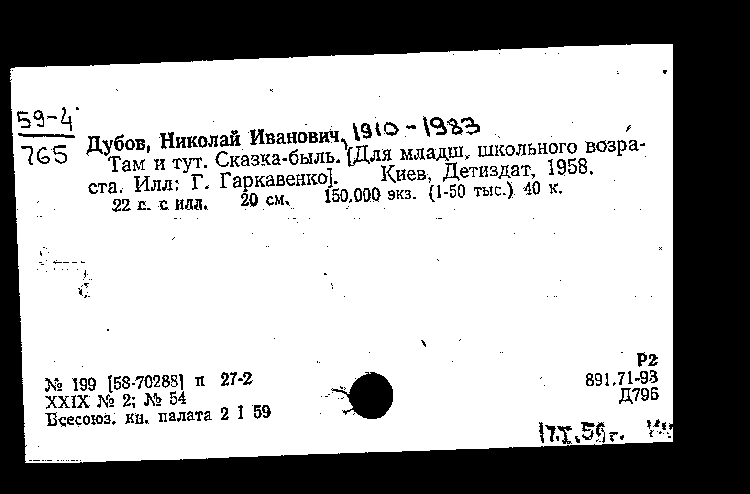 59-4
765
Дубов, Николай Иванович, 1910-1983
Там и тут. Сказка-быль. [Для младш. школьного возра-
ста. Илл: Г. Гаркавенко]. Киев, Детиздат, 1958.
22 с. с илл. 20 см. 150.000 экз. (1-50 тыс.) 40 к.
№ 199 [58-70288] п 27-2
XXIX № 2; № 54
Всесоюз. кн. палата 2 I 59
Р2
891.71-93
Д796
17.I.59г.